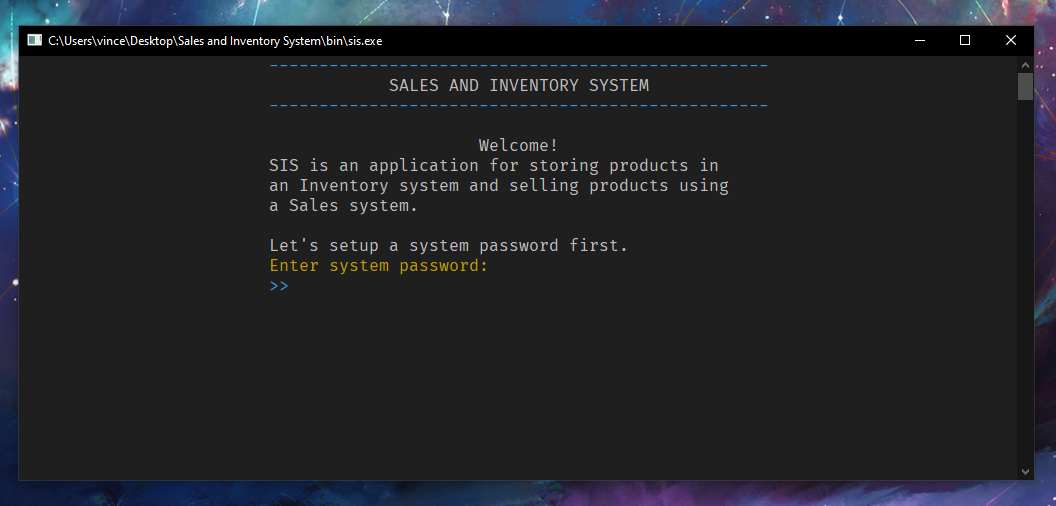 C:\Users\vince\Desktop\Sales and Inventory System\bin\sis.exe
--------------------------------------------------
SALES AND INVENTORY SYSTEM
--------------------------------------------------
Welcome!
SIS is an application for storing products in
an Inventory system and selling products using
a Sales system.
Let's setup a system password first.
Enter system password:
>>